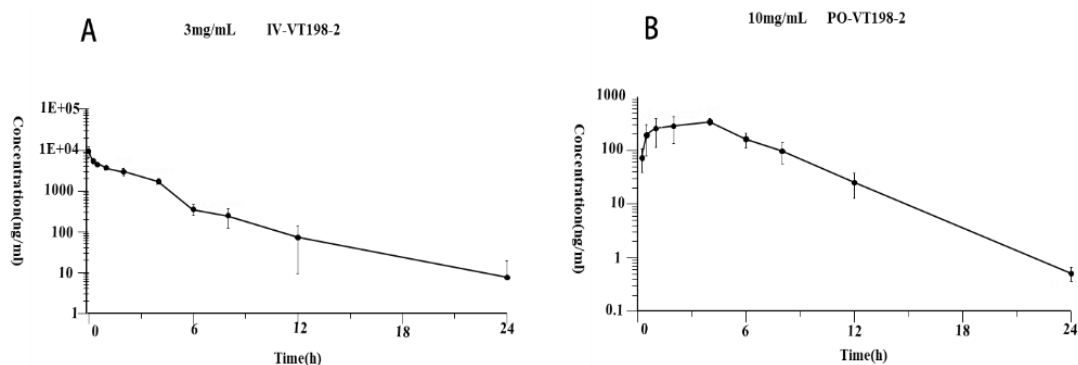 A
3mg/mL IV-VT198-2
Concentration(ng/ml)
1E+05
1E+04
1000
100
10
1
0 6 12 18 24
Time(h)
B
10mg/mL PO-VT198-2
Concentration(ng/ml)
1000
100
10
1
0.1
0 6 12 18 24
Time(h)